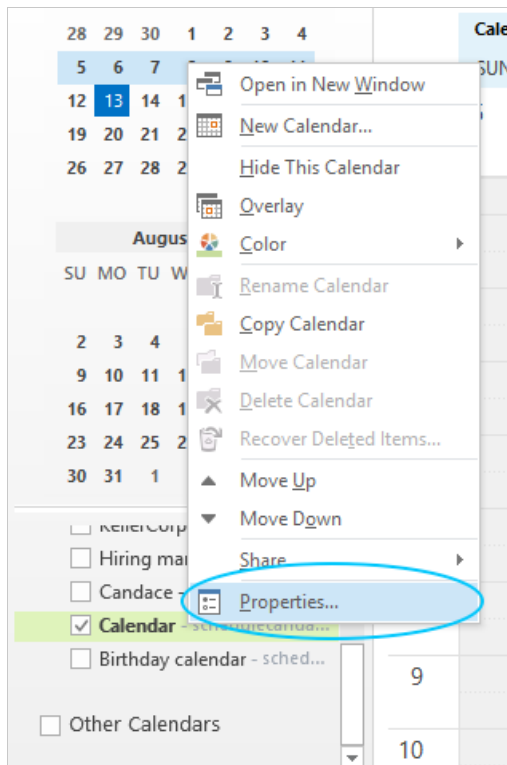 28 29 30 1 2 3 4
5 6 7
12 13 14 1
19 20 21 2
26 27 28 2
Augus
SU MO TU W
2 3 4
9 10 11 1
16 17 18 1
23 24 25 2
30 31 1
Open in New Window
New Calendar...
Hide This Calendar
Overlay
Color
Rename Calendar
Copy Calendar
Move Calendar
Delete Calendar
Recover Deleted Items...
Move Up
Move Down
Share
Properties...
KellerCorp
Hiring ma
Candace -
Calendar -
Birthday calendar - sched...
Other Calendars
Cale
SUN
9
10